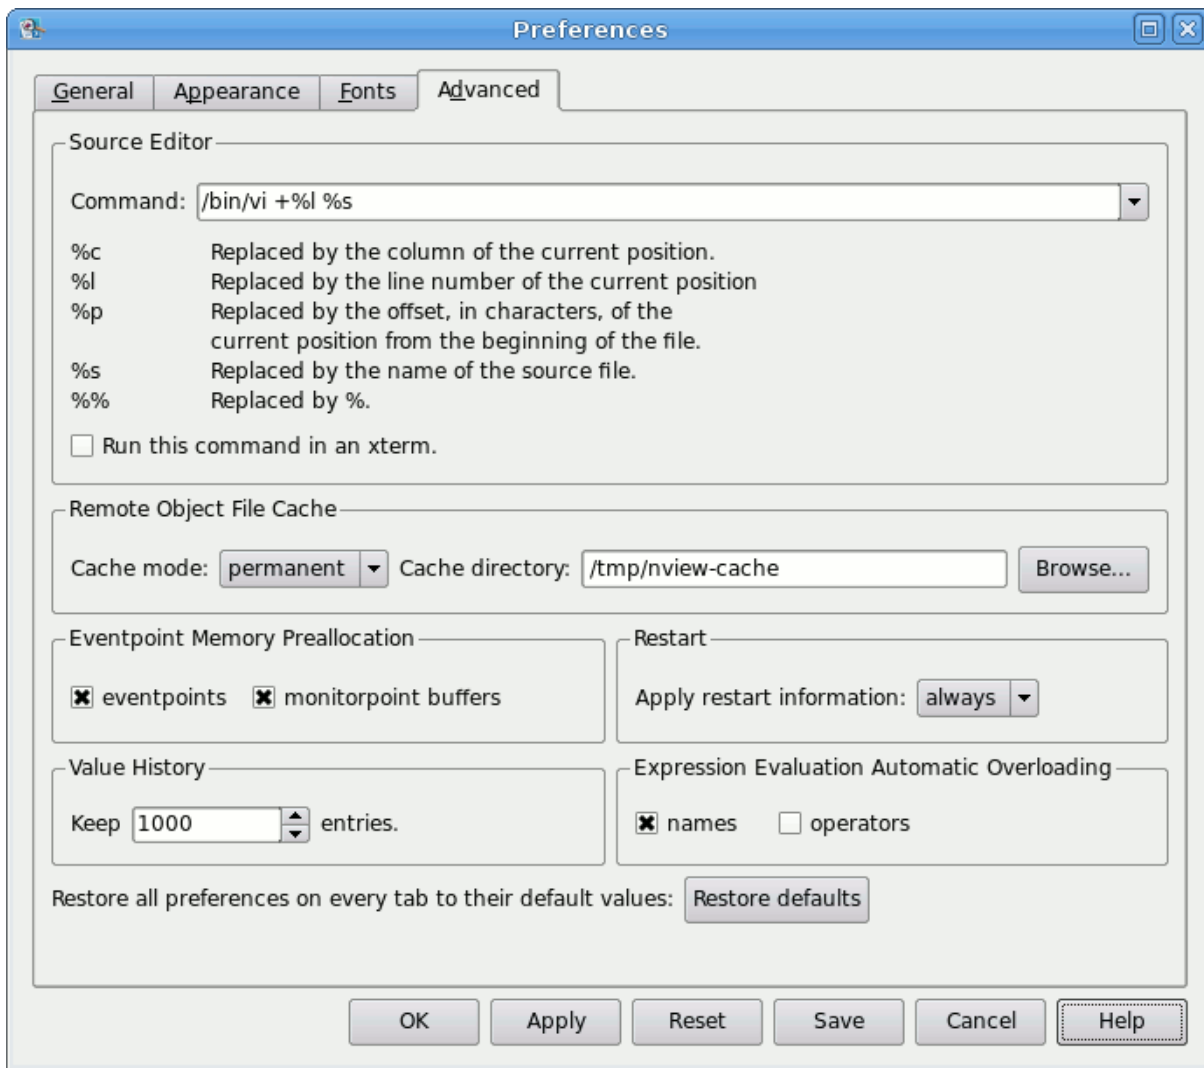 Preferences
General Appearance Fonts Advanced
Source Editor
Command: /bin/vi +%l %s
%c Replaced by the column of the current position.
%l Replaced by the line number of the current position
%p Replaced by the offset, in characters, of the
current position from the beginning of the file.
%s Replaced by the name of the source file.
%% Replaced by %.
Run this command in an xterm.
Remote Object File Cache
Cache mode: permanent Cache directory: /tmp/nview-cache Browse...
Eventpoint Memory Preallocation Restart
eventpoints monitorpoint buffers Apply restart information: always
Value History Expression Evaluation Automatic Overloading
Keep 1000 entries. names operators
Restore all preferences on every tab to their default values: Restore defaults
OK Apply Reset Save Cancel Help